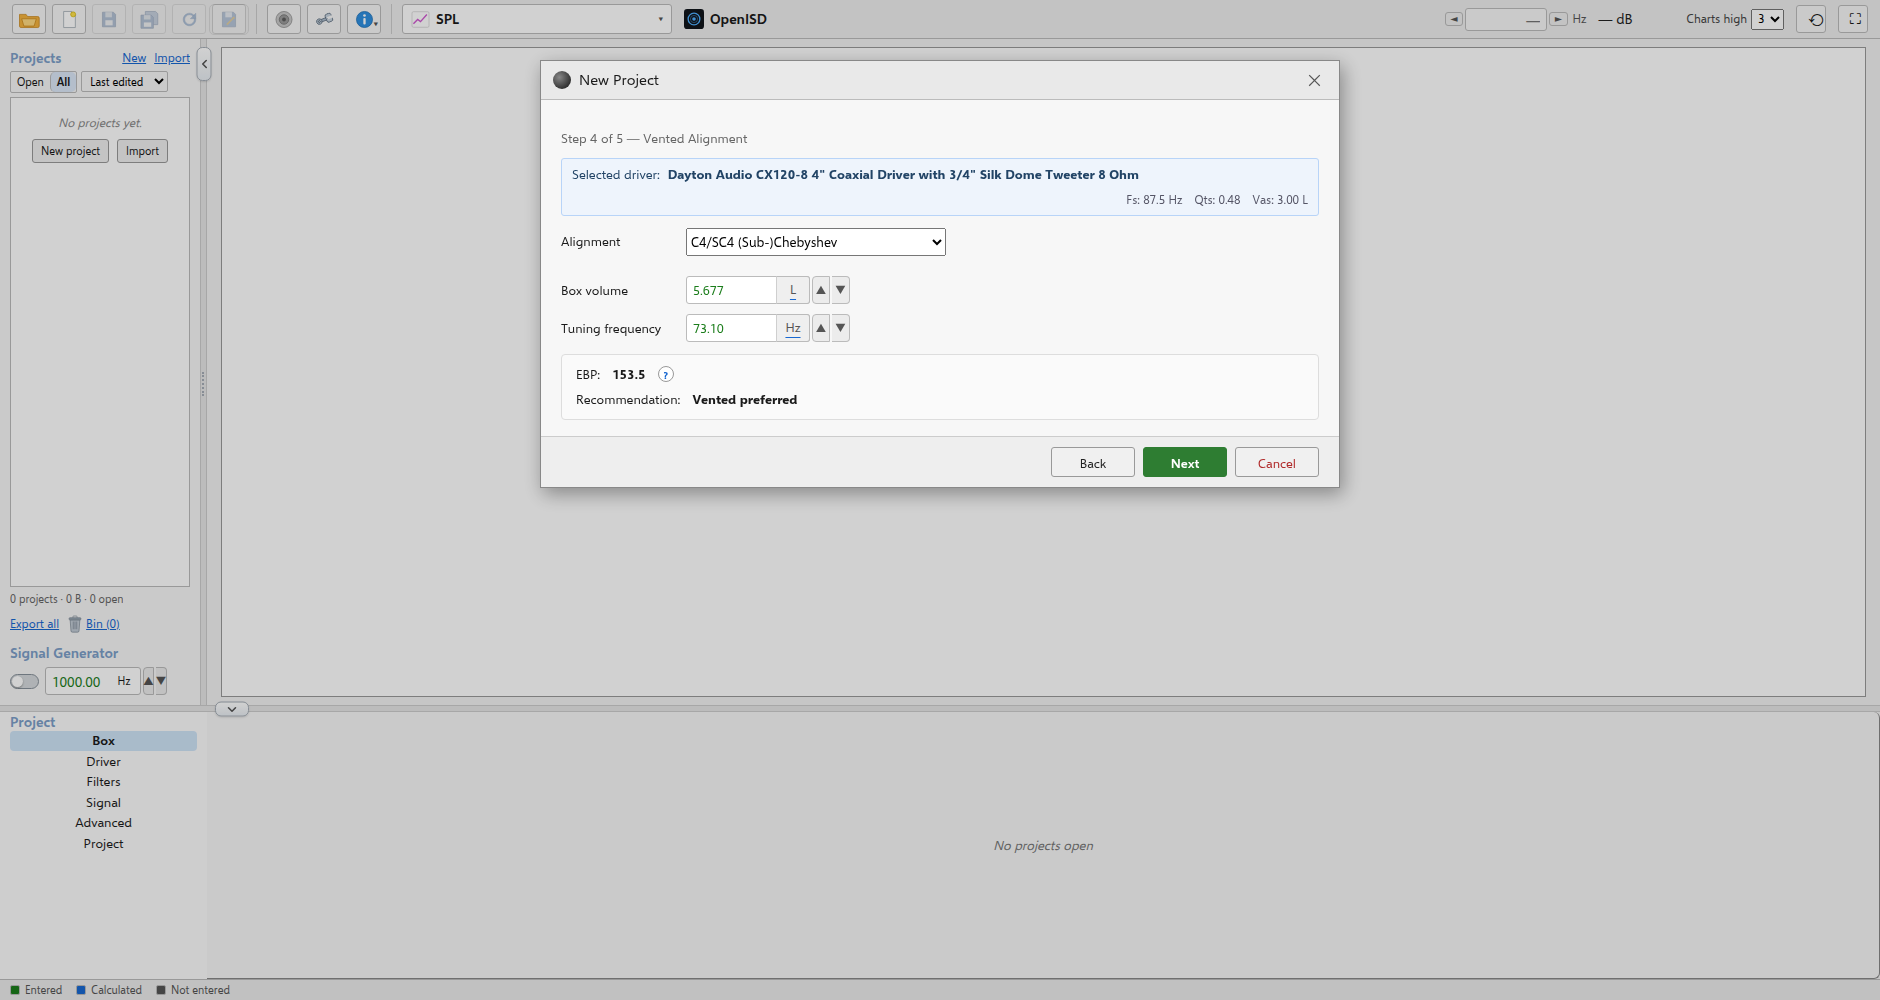 SPL
OpenISD
— Hz — dB
Charts high 3
Projects New Import
Open All Last edited
No projects yet.
New project Import
0 projects · 0 B · 0 open
Export all Bin (0)
Signal Generator
1000.00 Hz
New Project
Step 4 of 5 — Vented Alignment
Selected driver: Dayton Audio CX120-8 4" Coaxial Driver with 3/4" Silk Dome Tweeter 8 Ohm
Fs: 87.5 Hz Qts: 0.48 Vas: 3.00 L
Alignment C4/SC4 (Sub-)Chebyshev
Box volume 5.677 L
Tuning frequency 73.10 Hz
EBP: 153.5 ?
Recommendation: Vented preferred
Back Next Cancel
Project
Box
Driver
Filters
Signal
Advanced
Project
No projects open
Entered Calculated Not entered